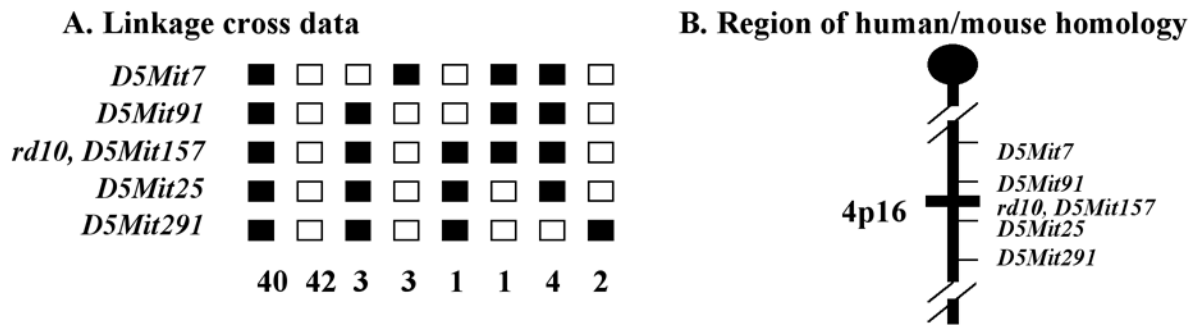 A. Linkage cross data
D5Mit7
D5Mit91
rd10, D5Mit157
D5Mit25
D5Mit291
40 42 3 3 1 1 4 2
B. Region of human/mouse homology
D5Mit7
D5Mit91
4p16
rd10, D5Mit157
D5Mit25
D5Mit291